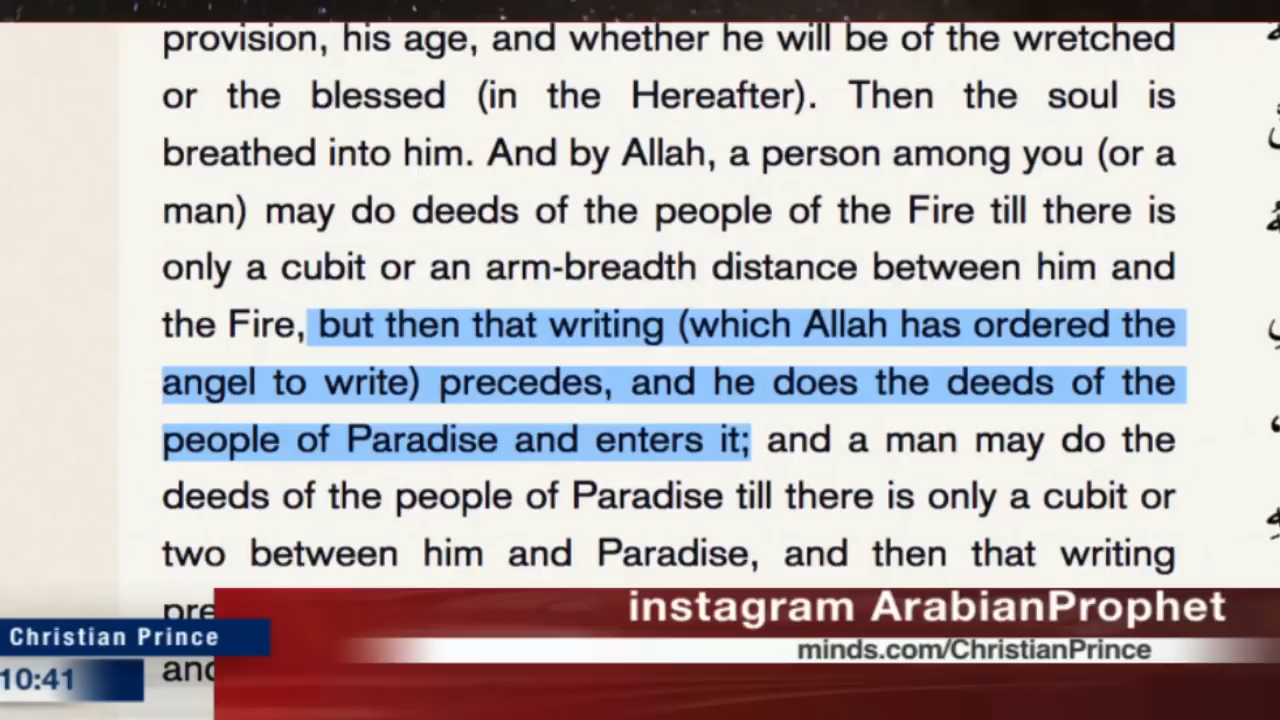 provision, his age, and whether he will be of the wretched
or the blessed (in the Hereafter). Then the soul is
breathed into him. And by Allah, a person among you (or a
man) may do deeds of the people of the Fire till there is
only a cubit or an arm-breadth distance between him and
the Fire, but then that writing (which Allah has ordered the
angel to write) precedes, and he does the deeds of the
people of Paradise and enters it; and a man may do the
deeds of the people of Paradise till there is only a cubit or
two between him and Paradise, and then that writing
instagram ArabianProphet
Christian Prince
minds.com/ChristianPrince
10:41